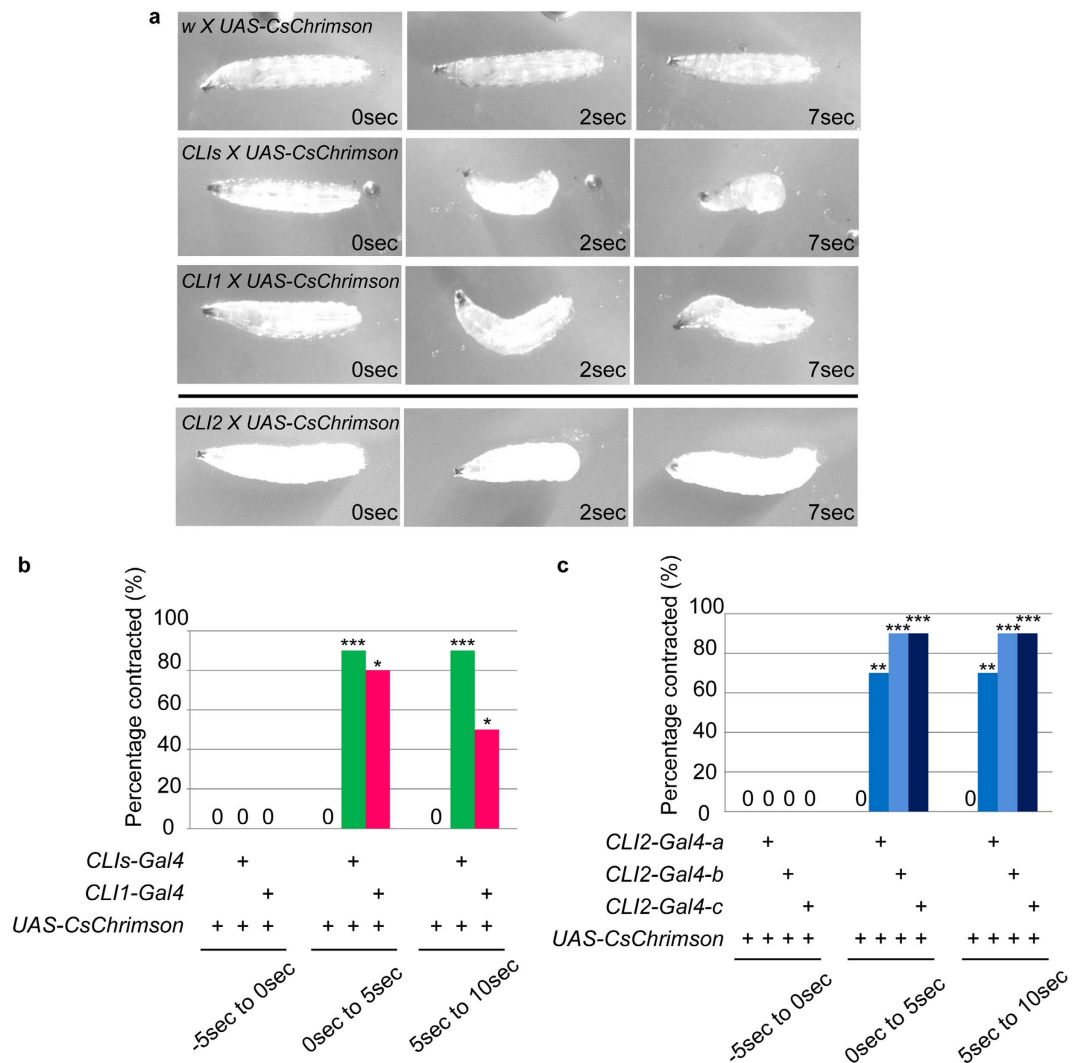 a
w X UAS-CsChrimson
0sec
2sec
7sec
CLIs X UAS-CsChrimson
0sec
2sec
7sec
CLI1 X UAS-CsChrimson
0sec
2sec
7sec
CLI2 X UAS-CsChrimson
0sec
2sec
7sec
b
Percentage contracted (%)
100
80
60
40
20
0
0 0 0
0 *** *
0 *** *
CLIs-Gal4 + + +
CLI1-Gal4 + + +
UAS-CsChrimson + + + + + + + + +
-5sec to 0sec
0sec to 5sec
5sec to 10sec
c
Percentage contracted (%)
100
80
60
40
20
0
0 0 0 0
0 ** *** ***
0 ** *** ***
CLI2-Gal4-a + + +
CLI2-Gal4-b + + +
CLI2-Gal4-c + + +
UAS-CsChrimson + + + + + + + + + + + +
-5sec to 0sec
0sec to 5sec
5sec to 10sec